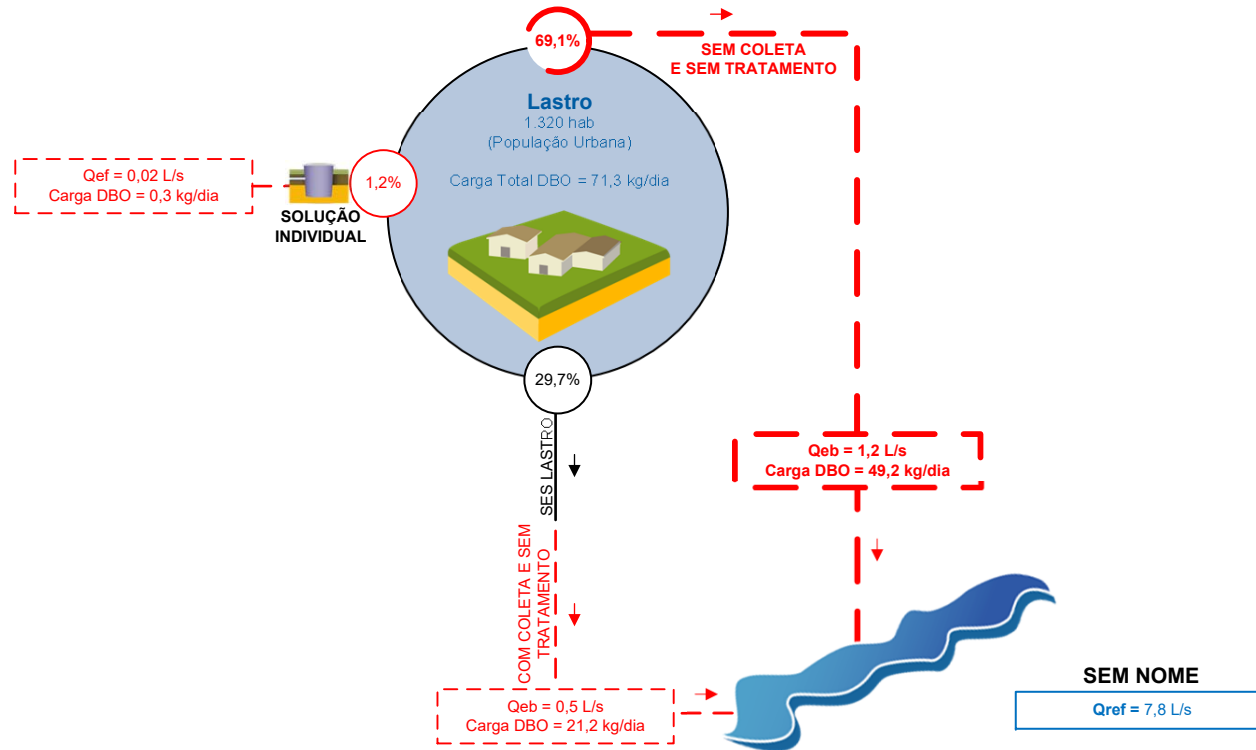 69,1%
SEM COLETA
E SEM TRATAMENTO
Lastro
1.320 hab
(População Urbana)
Carga Total DBO = 71,3 kg/dia
Qef = 0,02 L/s
Carga DBO = 0,3 kg/dia
1,2%
SOLUÇÃO
INDIVIDUAL
29,7%
SES LASTRO
Qeb = 1,2 L/s
Carga DBO = 49,2 kg/dia
COM COLETA E SEM
TRATAMENTO
Qeb = 0,5 L/s
Carga DBO = 21,2 kg/dia
SEM NOME
Qref = 7,8 L/s